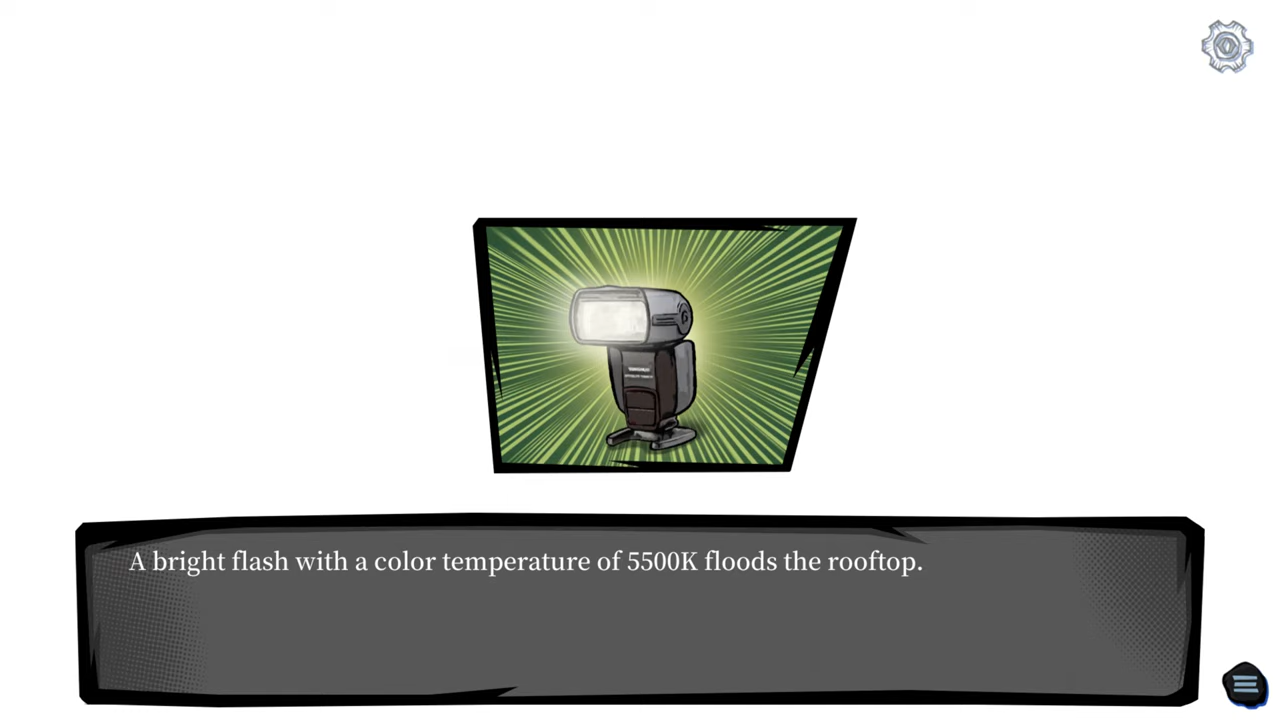 A bright flash with a color temperature of 5500K floods the rooftop.